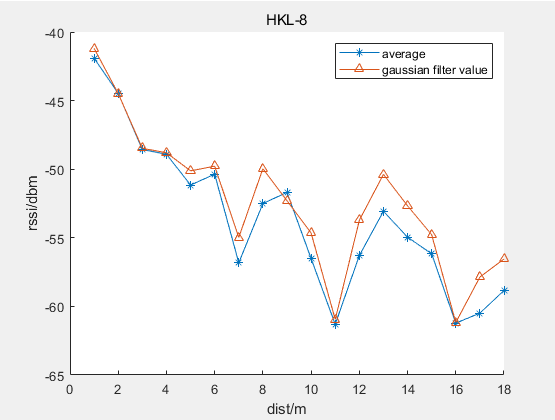 HKL-8
average
gaussian filter value
rssi/dbm
-40
-45
-50
-55
-60
-65
0 2 4 6 8 10 12 14 16 18
dist/m